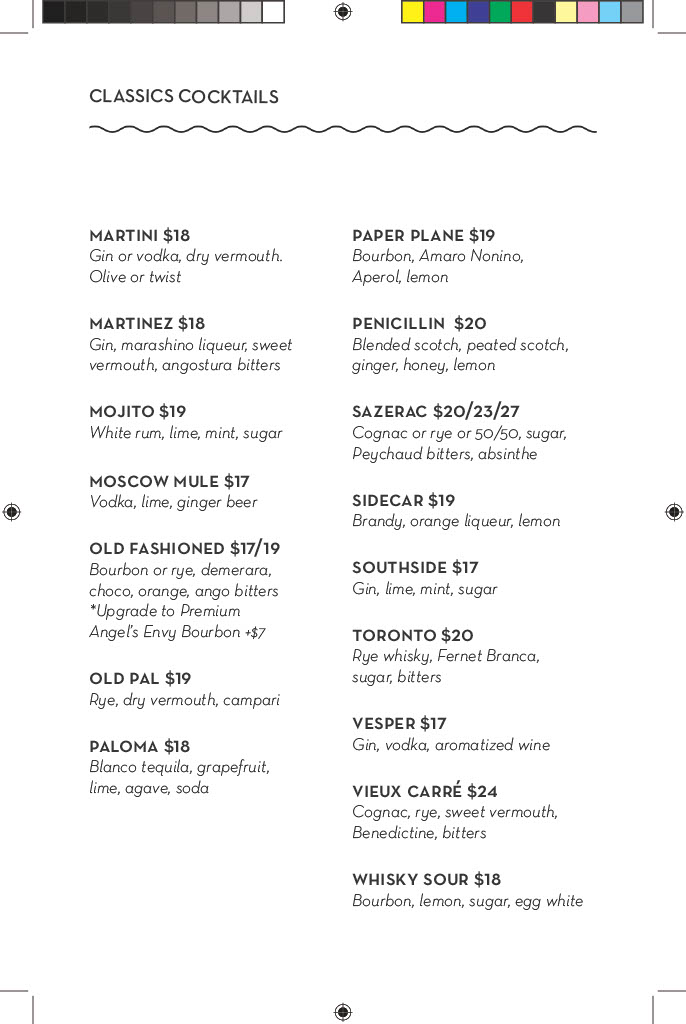 CLASSICS COCKTAILS
MARTINI $18
Gin or vodka, dry vermouth.
Olive or twist
MARTINEZ $18
Gin, marashino liqueur, sweet
vermouth, angostura bitters
MOJITO $19
White rum, lime, mint, sugar
MOSCOW MULE $17
Vodka, lime, ginger beer
OLD FASHIONED $17/19
Bourbon or rye, demerara,
choco, orange, ango bitters
*Upgrade to Premium
Angel's Envy Bourbon +$7
OLD PAL $19
Rye, dry vermouth, campari
PALOMA $18
Blanco tequila, grapefruit,
lime, agave, soda
PAPER PLANE $19
Bourbon, Amaro Nonino,
Aperol, lemon
PENICILLIN $20
Blended scotch, peated scotch,
ginger, honey, lemon
SAZERAC $20/23/27
Cognac or rye or 50/50, sugar,
Peychaud bitters, absinthe
SIDECAR $19
Brandy, orange liqueur, lemon
SOUTHSIDE $17
Gin, lime, mint, sugar
TORONTO $20
Rye whisky, Fernet Branca,
sugar, bitters
VESPER $17
Gin, vodka, aromatized wine
VIEUX CARRÉ $24
Cognac, rye, sweet vermouth,
Benedictine, bitters
WHISKY SOUR $18
Bourbon, lemon, sugar, egg white